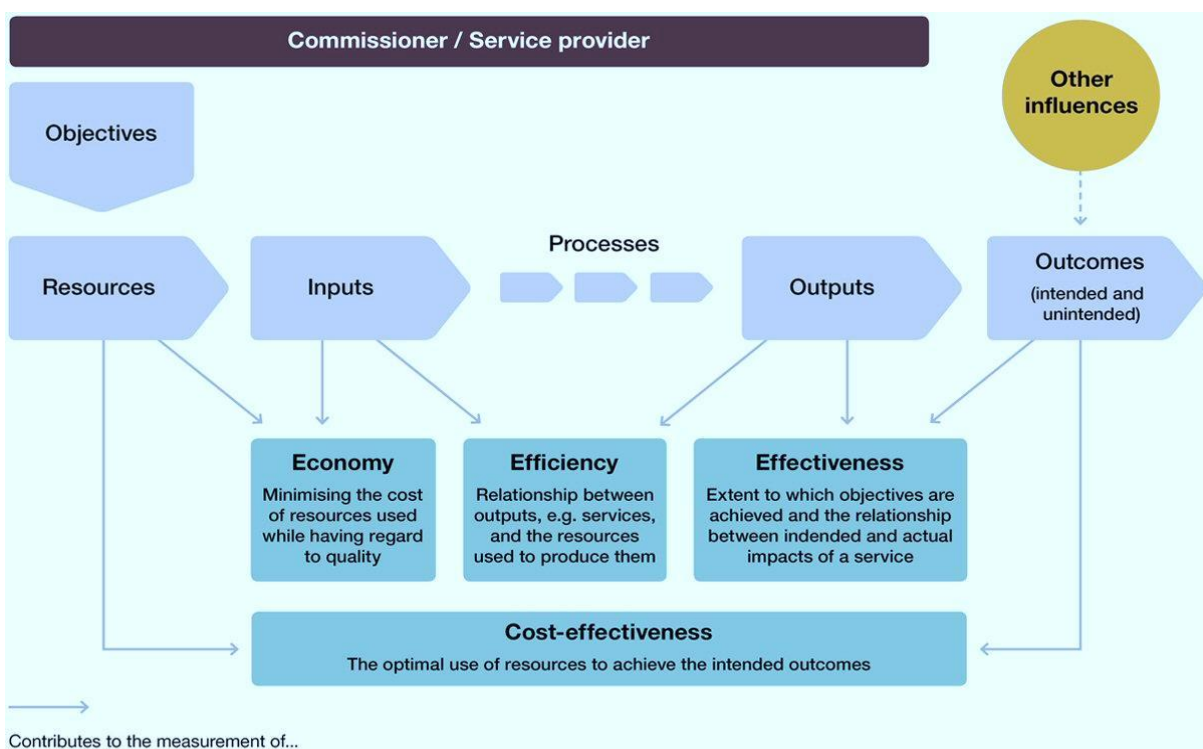 Commissioner / Service provider
Other
influences
Objectives
Resources
Inputs
Processes
Outputs
Outcomes
(intended and
unintended)
Economy
Minimising the cost
of resources used
while having regard
to quality
Efficiency
Relationship between
outputs, e.g. services,
and the resources
used to produce them
Effectiveness
Extent to which objectives are
achieved and the relationship
between indended and actual
impacts of a service
Cost-effectiveness
The optimal use of resources to achieve the intended outcomes
Contributes to the measurement of...